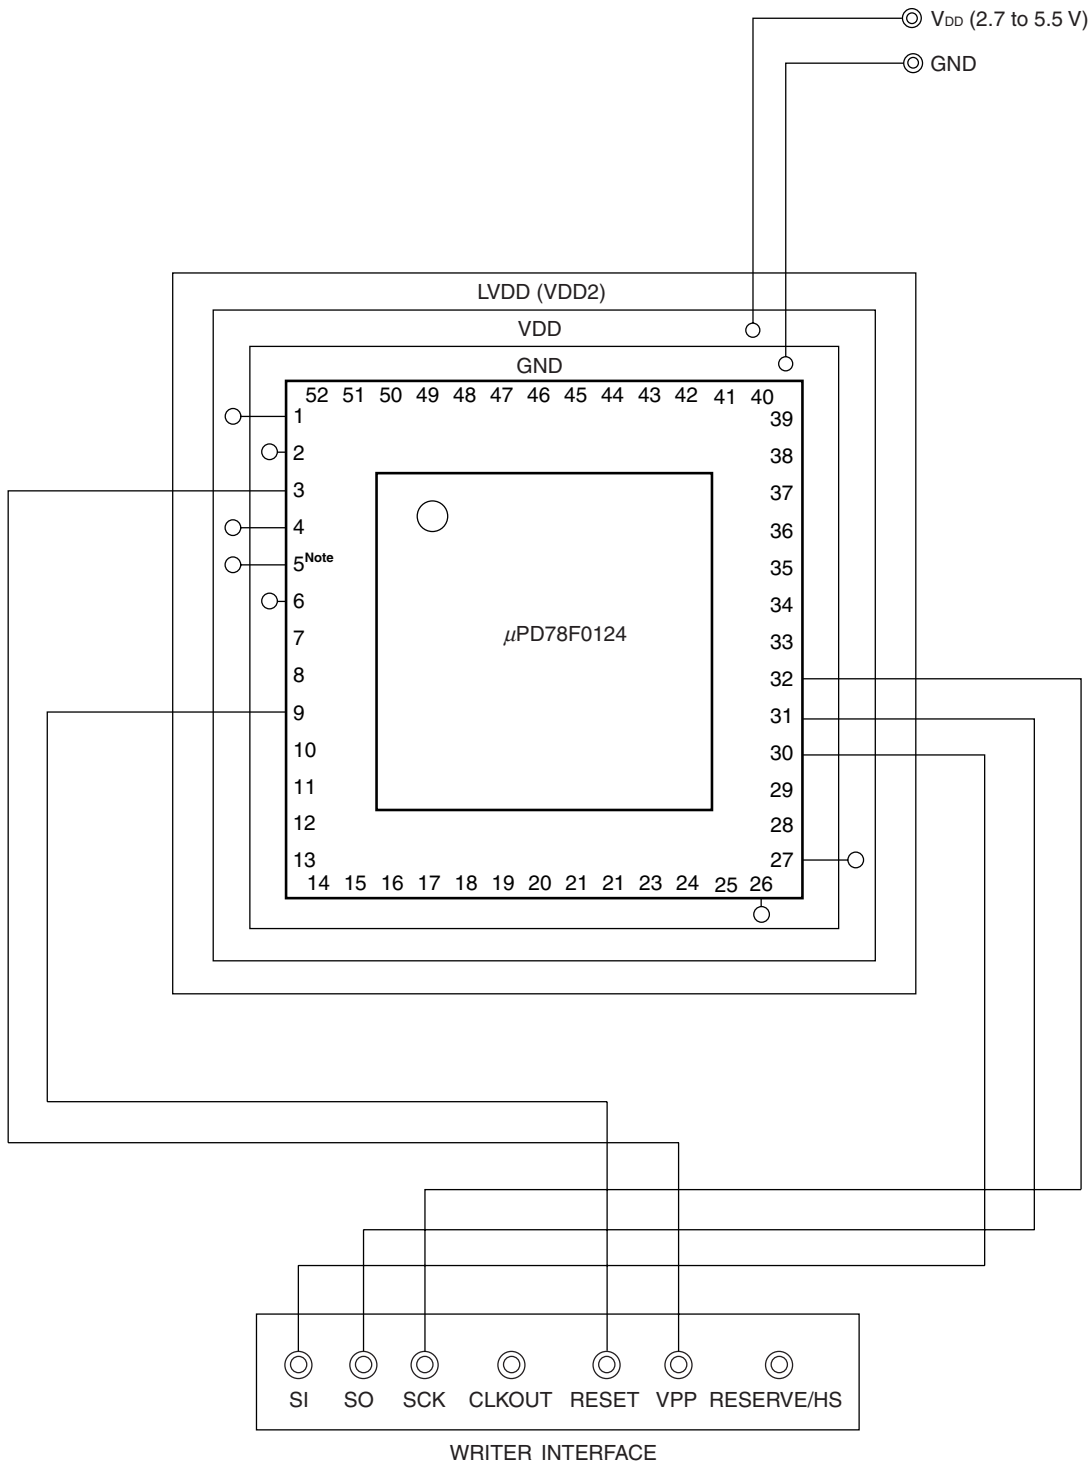 VDD (2.7 to 5.5 V)
GND
LVDD (VDD2)
VDD
GND
52 51 50 49 48 47 46 45 44 43 42 41 40
1
2
3
4
5Note
6
7
8
9
10
11
12
13
39
38
37
36
35
34
33
32
31
30
29
28
27
μPD78F0124
14 15 16 17 18 19 20 21 21 23 24 25 26
SI SO SCK CLKOUT RESET VPP RESERVE/HS
WRITER INTERFACE